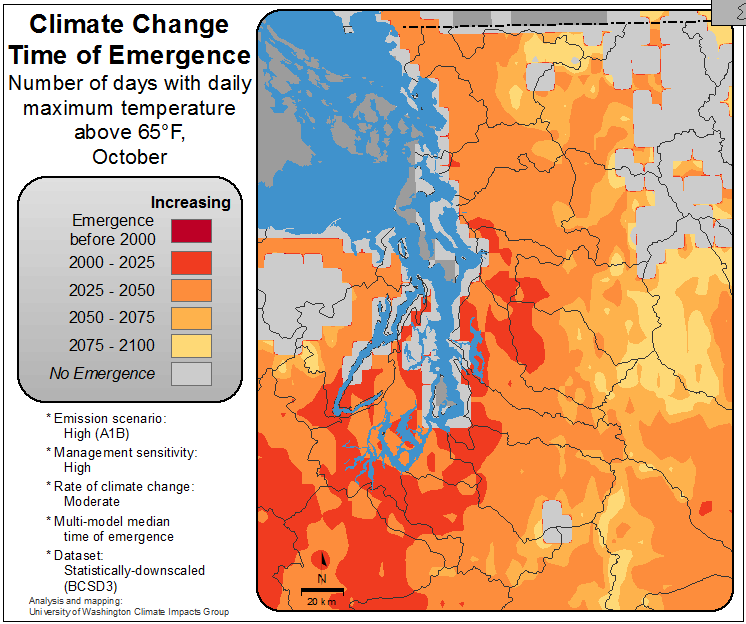 Climate Change
Time of Emergence
Number of days with daily
maximum temperature
above 65°F,
October
Increasing
Emergence
before 2000
2000 - 2025
2025 - 2050
2050 - 2075
2075 - 2100
No Emergence
* Emission scenario:
High (A1B)
* Management sensitivity:
High
* Rate of climate change:
Moderate
* Multi-model median
time of emergence
* Dataset:
Statistically-downscaled
(BCSD3)
Analysis and mapping:
University of Washington Climate Impacts Group
N
20 km